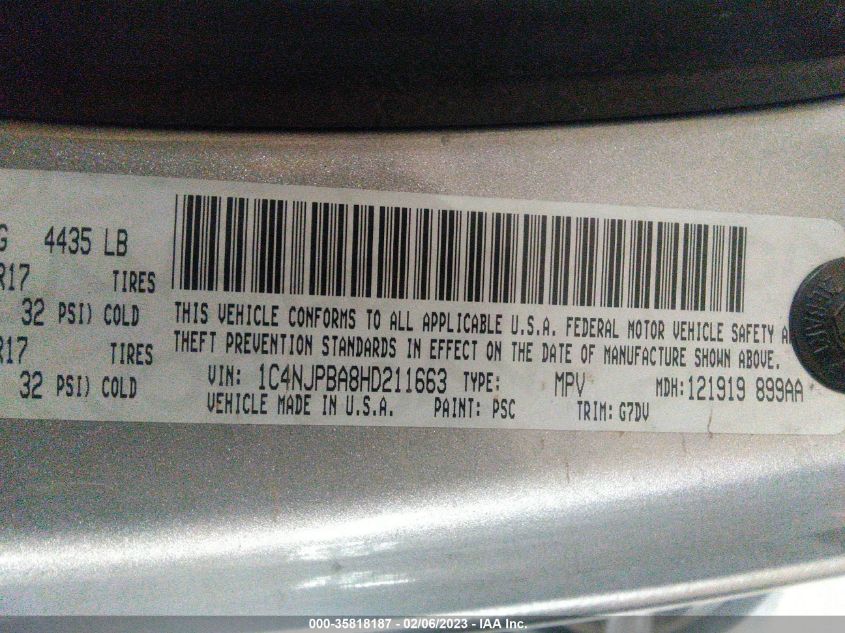 G 4435 LB
R17 TIRES
32 PSI) COLD
R17 TIRES
32 PSI) COLD
THIS VEHICLE CONFORMS TO ALL APPLICABLE U.S.A. FEDERAL MOTOR VEHICLE SAFETY A
THEFT PREVENTION STANDARDS IN EFFECT ON THE DATE OF MANUFACTURE SHOWN ABOVE.
VIN: 1C4NJPBA8HD211663 TYPE: MPV MDH:121919 899AA
VEHICLE MADE IN U.S.A. PAINT: PSC TRIM: G7DV
000-35818187 - 02/06/2023 - IAA Inc.